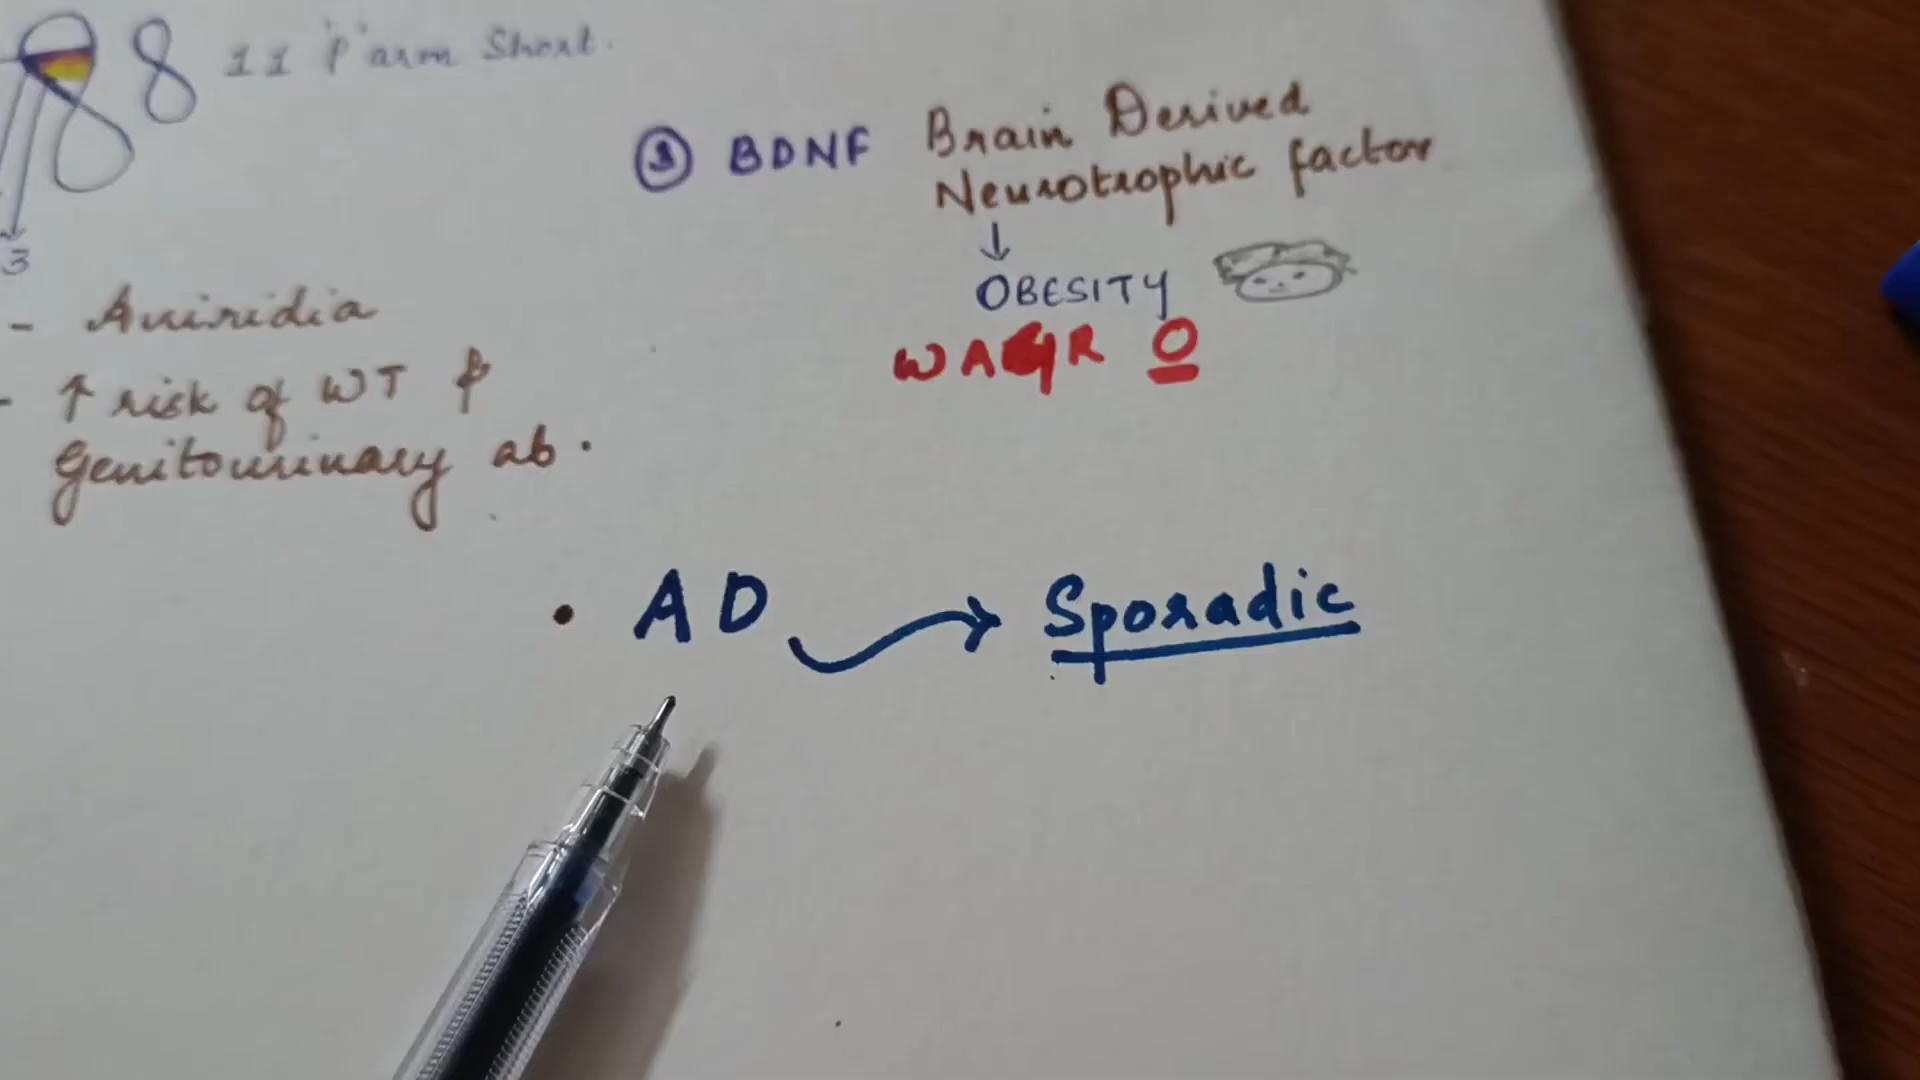 11 'p' arm Short.
3
③ BDNF Brain Derived
Neurotrophic factor
↓
OBESITY
WAGR O
- Aniridia
- ↑ risk of WT &
Genitourinary ab.
• AD → Sporadic